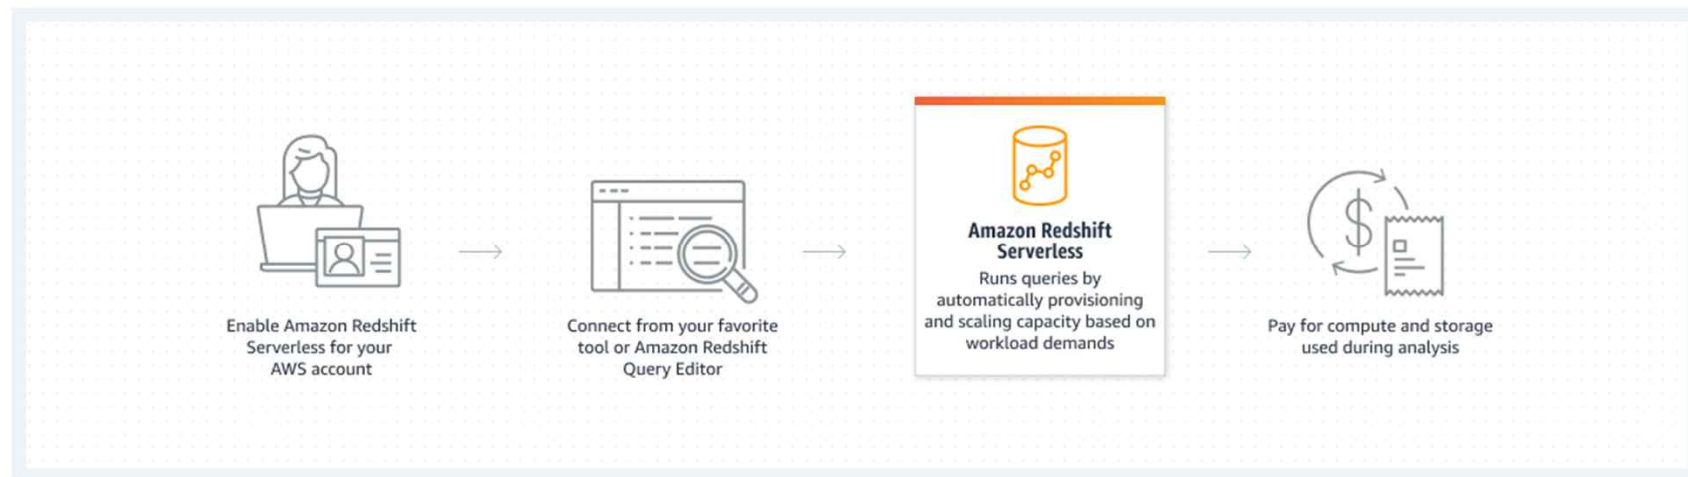 Enable Amazon Redshift
Serverless for your
AWS account
Connect from your favorite
tool or Amazon Redshift
Query Editor
Amazon Redshift
Serverless
Runs queries by
automatically provisioning
and scaling capacity based on
workload demands
$
Pay for compute and storage
used during analysis